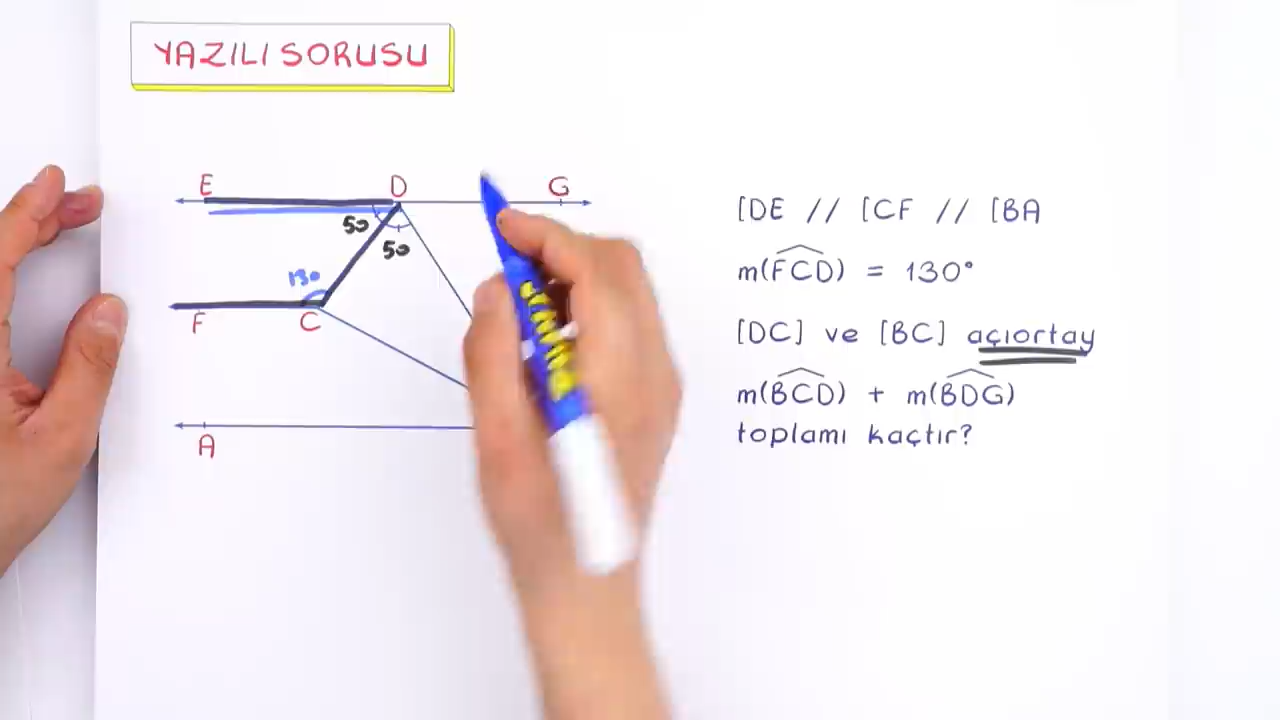 YAZILI SORUSU
E D G
50
50
130
F C
A
[DE // [CF // [BA
m(FCD) = 130°
[DC] ve [BC] açıortay
m(BCD) + m(BDG)
toplamı kaçtır?